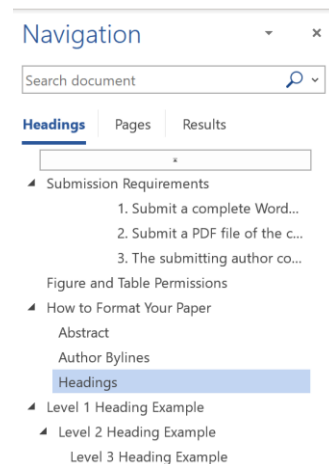 Navigation
Search document
Headings Pages Results
Submission Requirements
1. Submit a complete Word...
2. Submit a PDF file of the c...
3. The submitting author co...
Figure and Table Permissions
How to Format Your Paper
Abstract
Author Bylines
Headings
Level 1 Heading Example
Level 2 Heading Example
Level 3 Heading Example